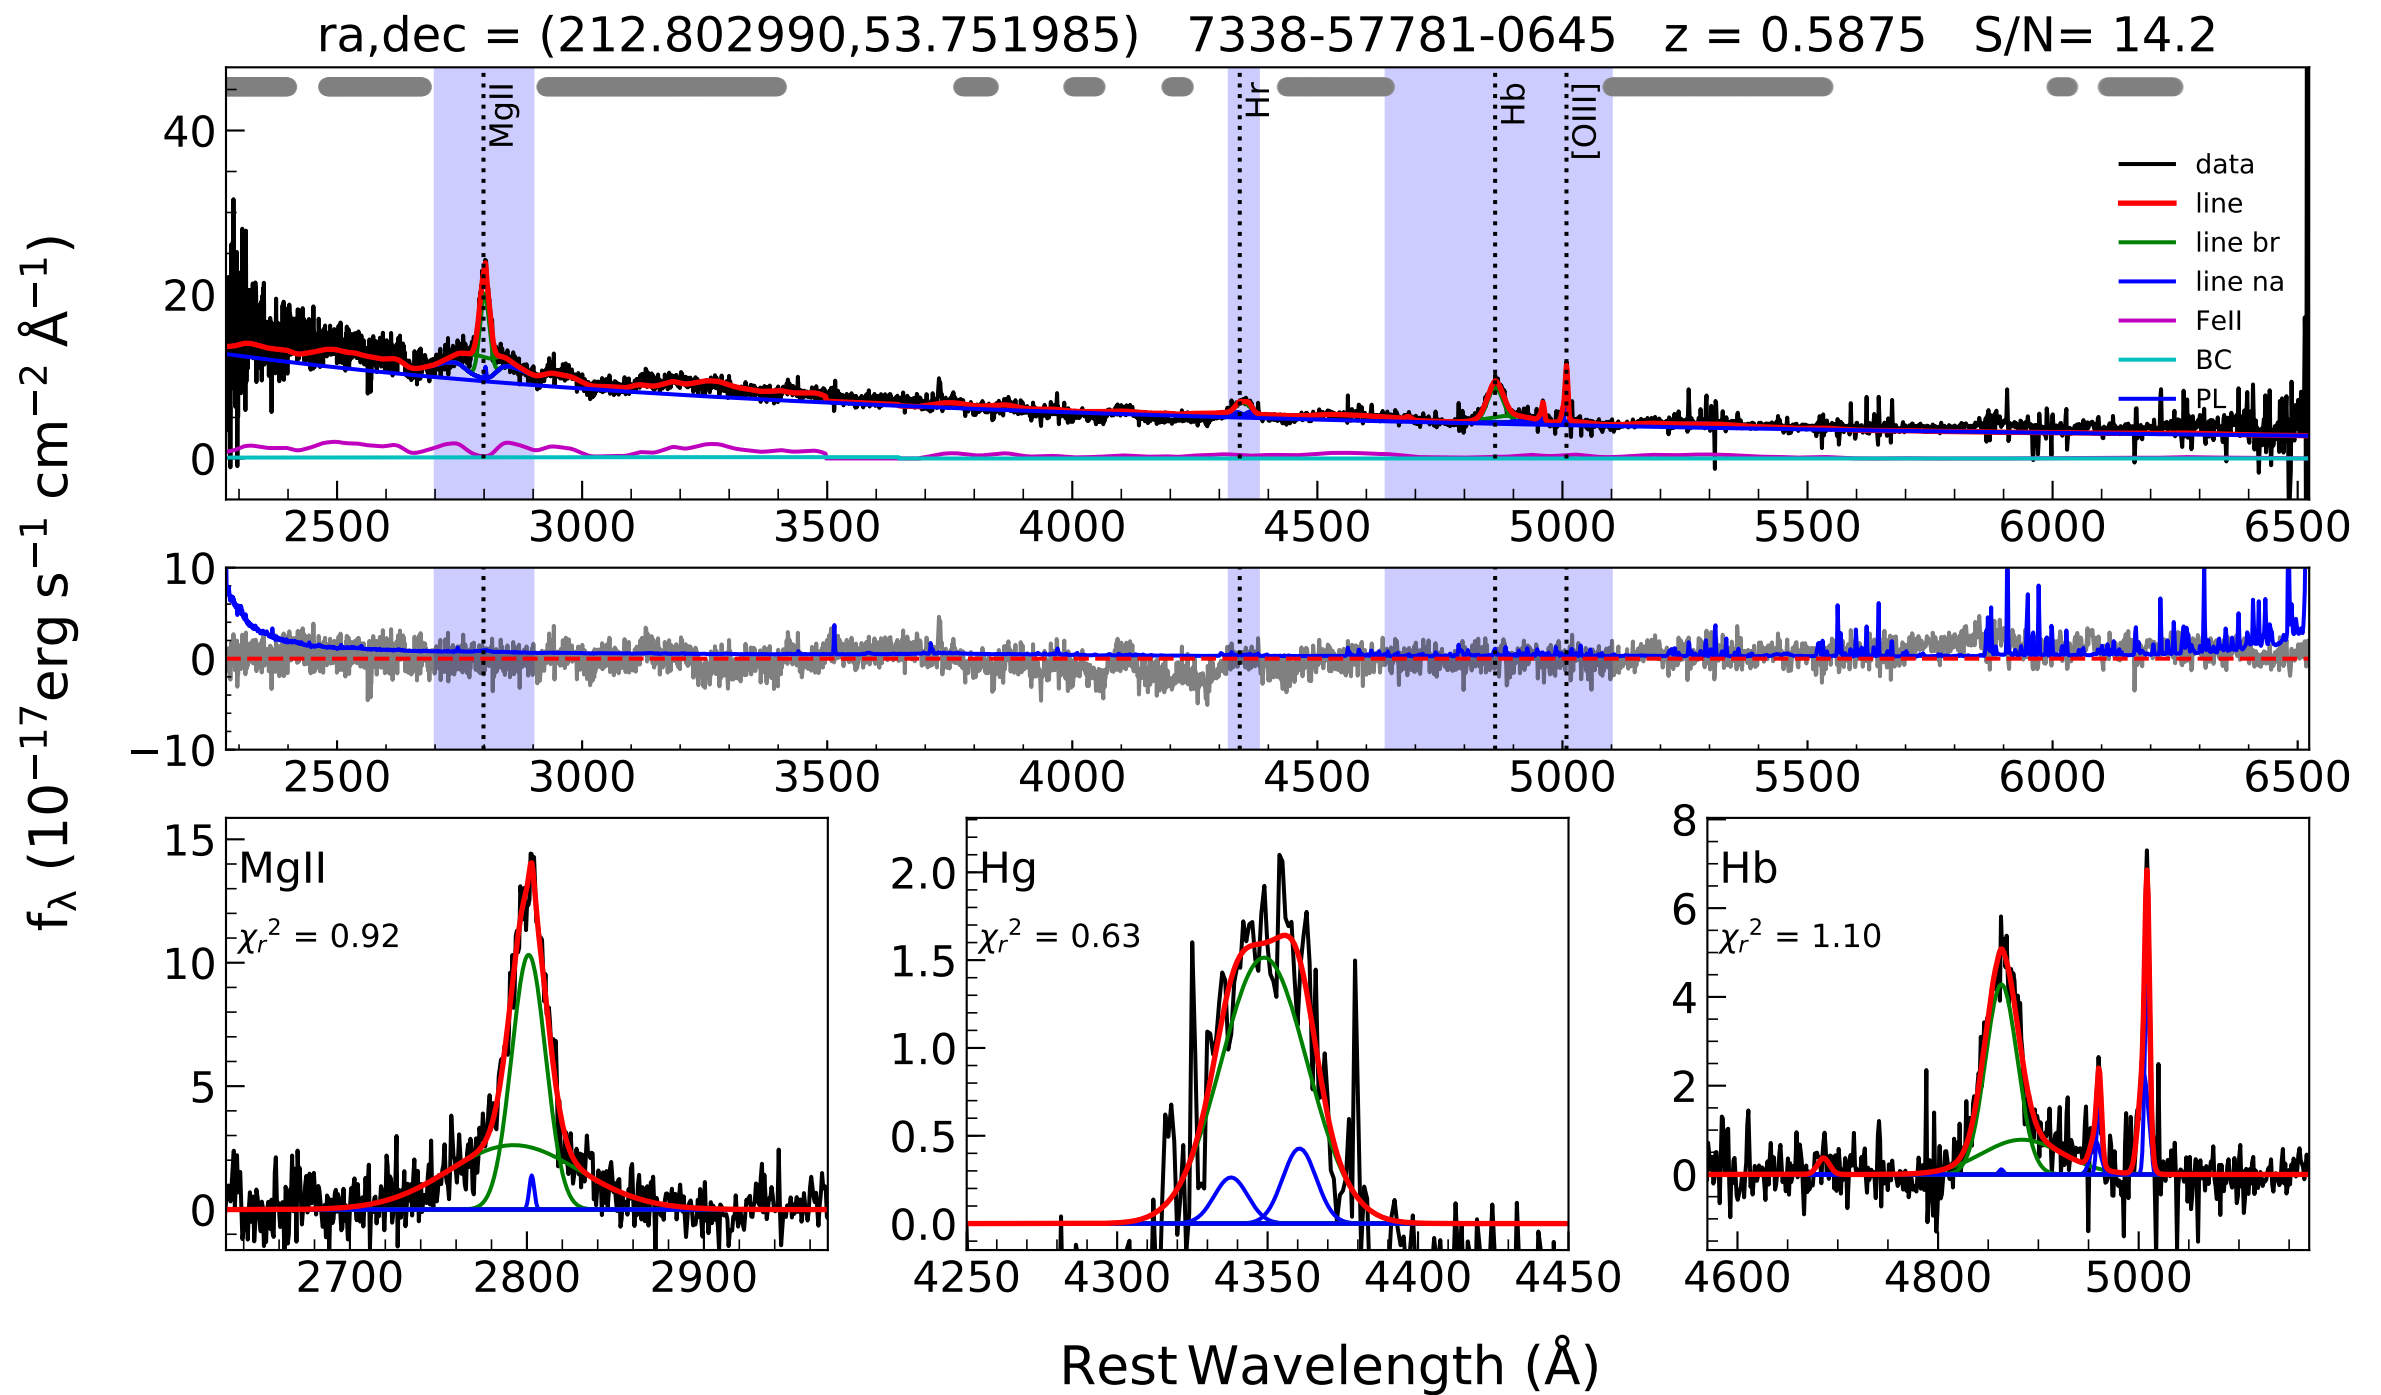 ra,dec = (212.802990,53.751985) 7338-57781-0645 z = 0.5875 S/N= 14.2
MgII
Hr
Hb
[OIII]
data
line
line br
line na
FeII
BC
PL
40
20
0
2500 3000 3500 4000 4500 5000 5500 6000 6500
10
0
−10
2500 3000 3500 4000 4500 5000 5500 6000 6500
f_λ (10⁻¹⁷erg s⁻¹ cm⁻² Å⁻¹)
MgII
χ_r² = 0.92
15
10
5
0
2700 2800 2900
Hg
χ_r² = 0.63
2.0
1.5
1.0
0.5
0.0
4250 4300 4350 4400 4450
Hb
χ_r² = 1.10
8
6
4
2
0
4600 4800 5000
Rest Wavelength (Å)